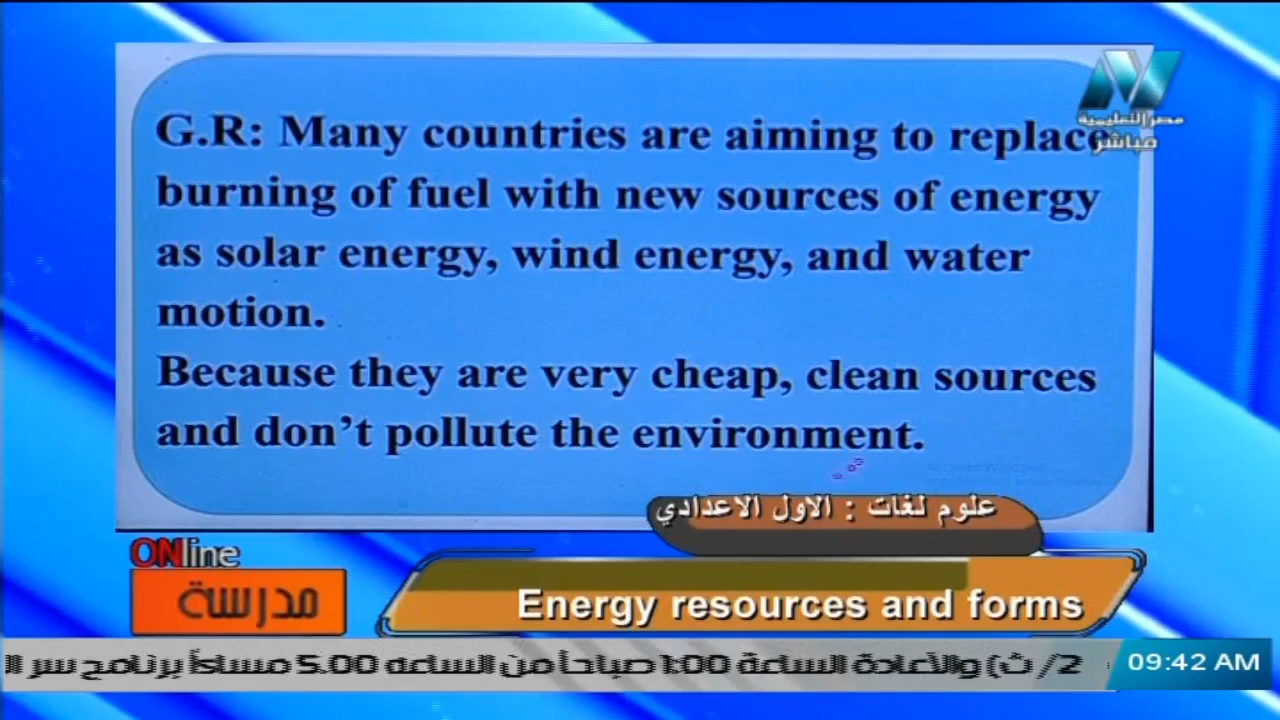 مصر التعليمية
مباشر
G.R: Many countries are aiming to replace
burning of fuel with new sources of energy
as solar energy, wind energy, and water
motion.
Because they are very cheap, clean sources
and don’t pollute the environment.
علوم لغات : الاول الاعدادي
ONline
مدرسة
Energy resources and forms
2/ ث) والأعادة الساعة 1:00 صباحاً من الساعه 5.00 مساءاً برنامج سر ال
09:42 AM